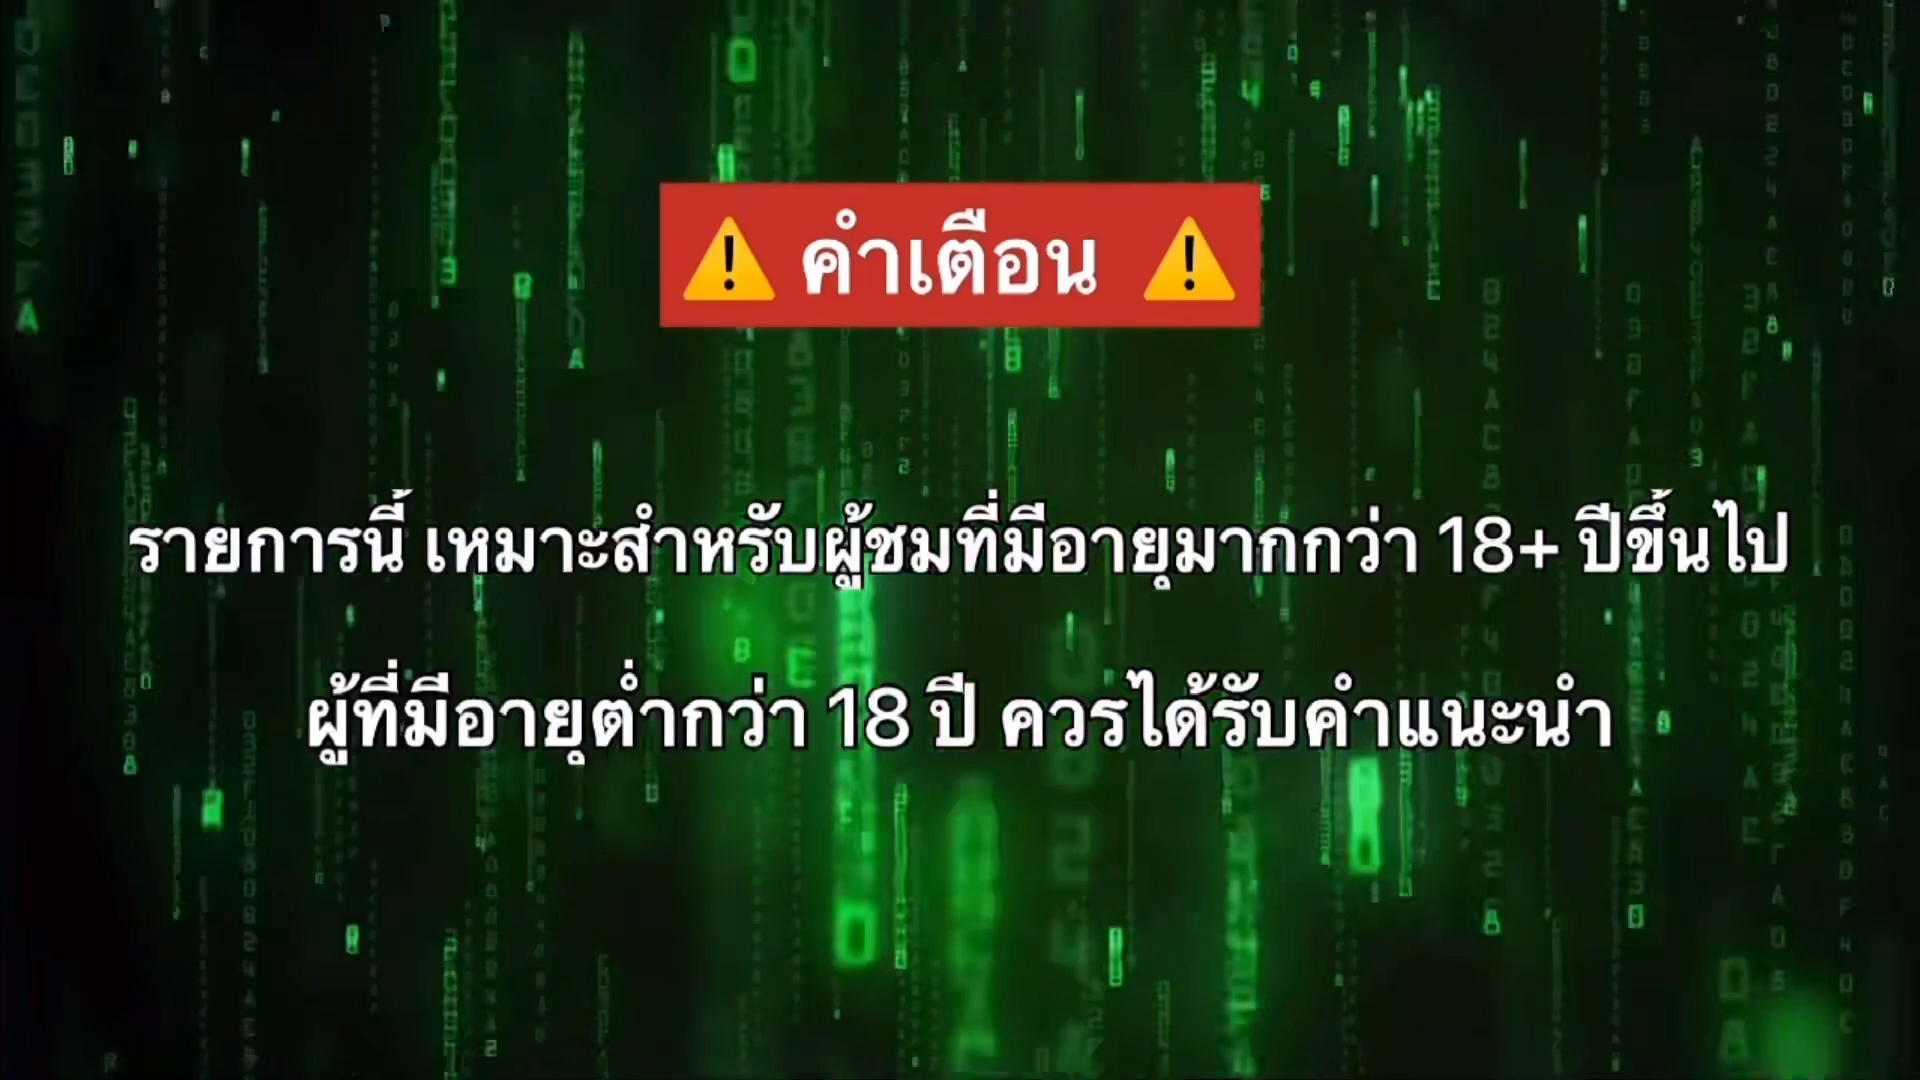 ⚠️ คำเตือน ⚠️
รายการนี้ เหมาะสำหรับผู้ชมที่มีอายุมากกว่า 18+ ปีขึ้นไป
ผู้ที่มีอายุต่ำกว่า 18 ปี ควรได้รับคำแนะนำ